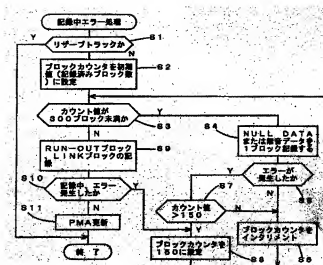 記録中エラー処理
Y
S1
リザーブトラックか
N
S2
ブロックカウンタを初期
値(記録済みブロック数
)に設定
カウント値が
300ブロック未満か
Y
S3
N
S4
NULL DATA
または無音データを
1ブロック記録する
S9
RUN-OUTブロック
、LINKブロックの記
録
S10
記録中、エラー
発生したか
Y
N
S7
Y
エラーが
発生したか
S5
N
カウント値
>150
N
S11
PMA更新
Y
ブロックカウンタを
150に設定
S8
ブロックカウンタを
インクリメント
S6
終了